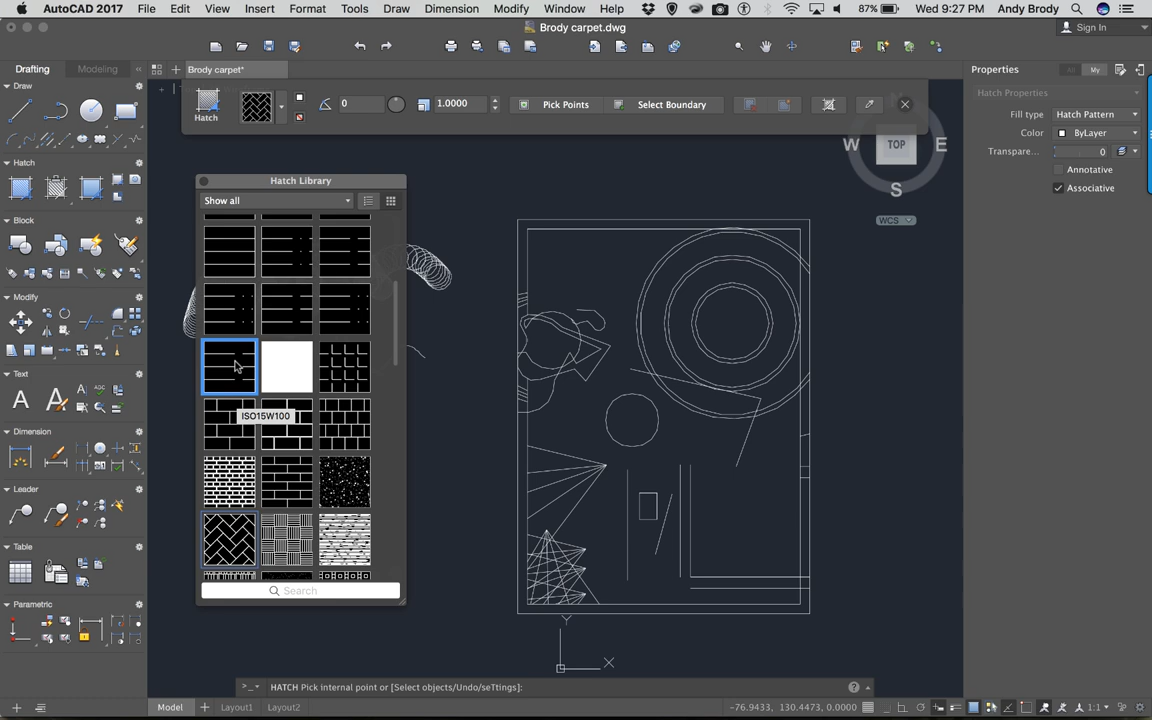 AutoCAD 2017 File Edit View Insert Format Tools Draw Dimension Modify Window Help 87% Wed 9:27 PM Andy Brody
Brody carpet.dwg
Sign In
Drafting Modeling
Brody carpet*
Properties
All My
Draw
Hatch Properties
Hatch
0
1.0000
Pick Points
Select Boundary
Fill type Hatch Pattern
Color ByLayer
Transpare... 0
Annotative
Associative
N
W TOP E
S
WCS
Hatch
Hatch Library
Show all
Block
Modify
ISO15W100
Text
A A
Dimension
Leader
Table
Search
Parametric
Y
X
>_ HATCH Pick internal point or [Select objects/Undo/seTtings]:
Model Layout1 Layout2
-76.9433, 130.4473, 0.0000
1:1